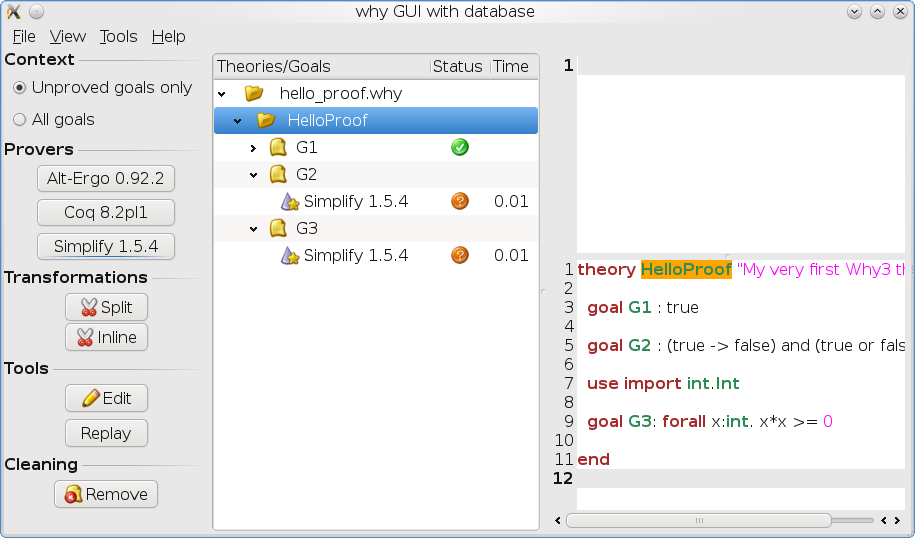 why GUI with database
File View Tools Help
Context
Unproved goals only
All goals
Provers
Alt-Ergo 0.92.2
Coq 8.2pl1
Simplify 1.5.4
Transformations
Split
Inline
Tools
Edit
Replay
Cleaning
Remove
Theories/Goals Status Time
hello_proof.why
HelloProof
G1
G2
Simplify 1.5.4 0.01
G3
Simplify 1.5.4 0.01
1
1 theory HelloProof "My very first Why3 th
2
3 goal G1 : true
4
5 goal G2 : (true -> false) and (true or fals
6
7 use import int.Int
8
9 goal G3: forall x:int. x*x >= 0
10
11 end
12